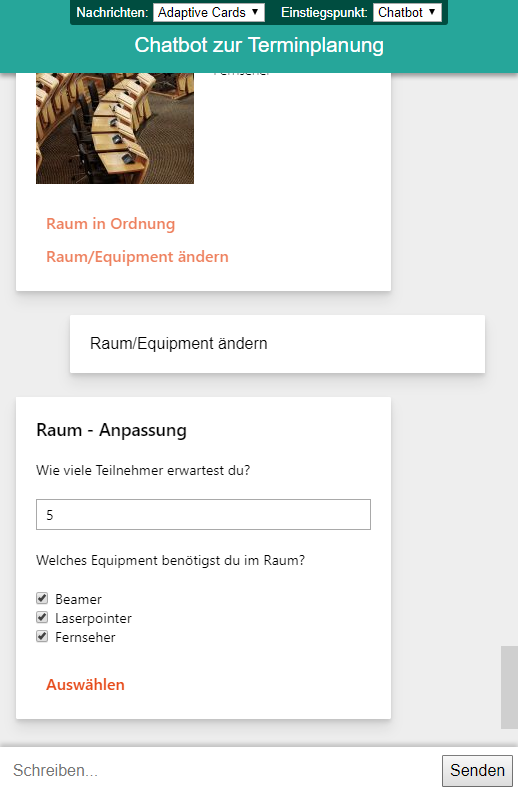 Nachrichten: Adaptive Cards Einstiegspunkt: Chatbot
Chatbot zur Terminplanung
Fernseher
Raum in Ordnung
Raum/Equipment ändern
Raum/Equipment ändern
Raum - Anpassung
Wie viele Teilnehmer erwartest du?
5
Welches Equipment benötigst du im Raum?
Beamer
Laserpointer
Fernseher
Auswählen
Schreiben... Senden